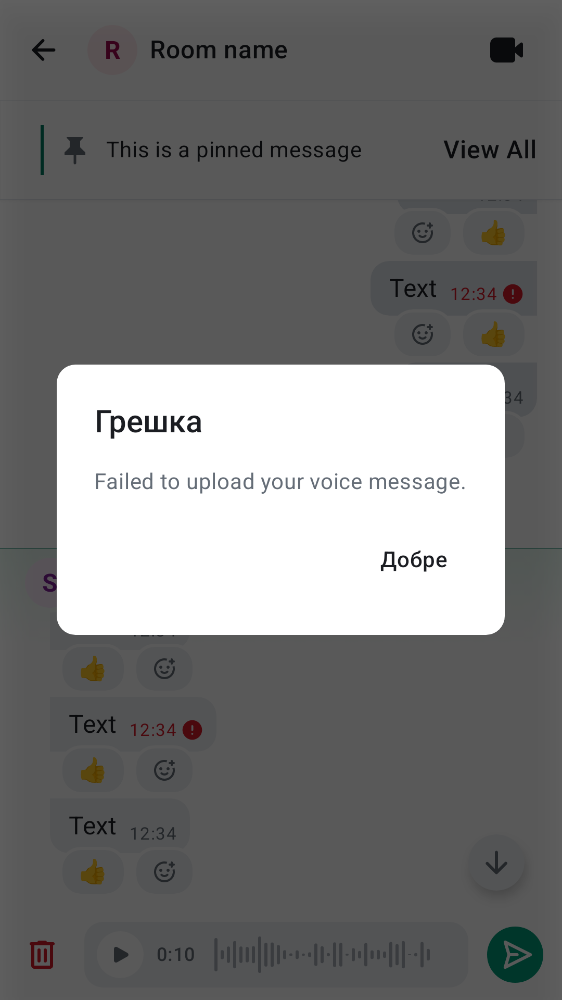 R Room name
This is a pinned message View All
Text 12:34
34
Грешка
Failed to upload your voice message.
Добре
S
Text 12:34
Text 12:34
0:10